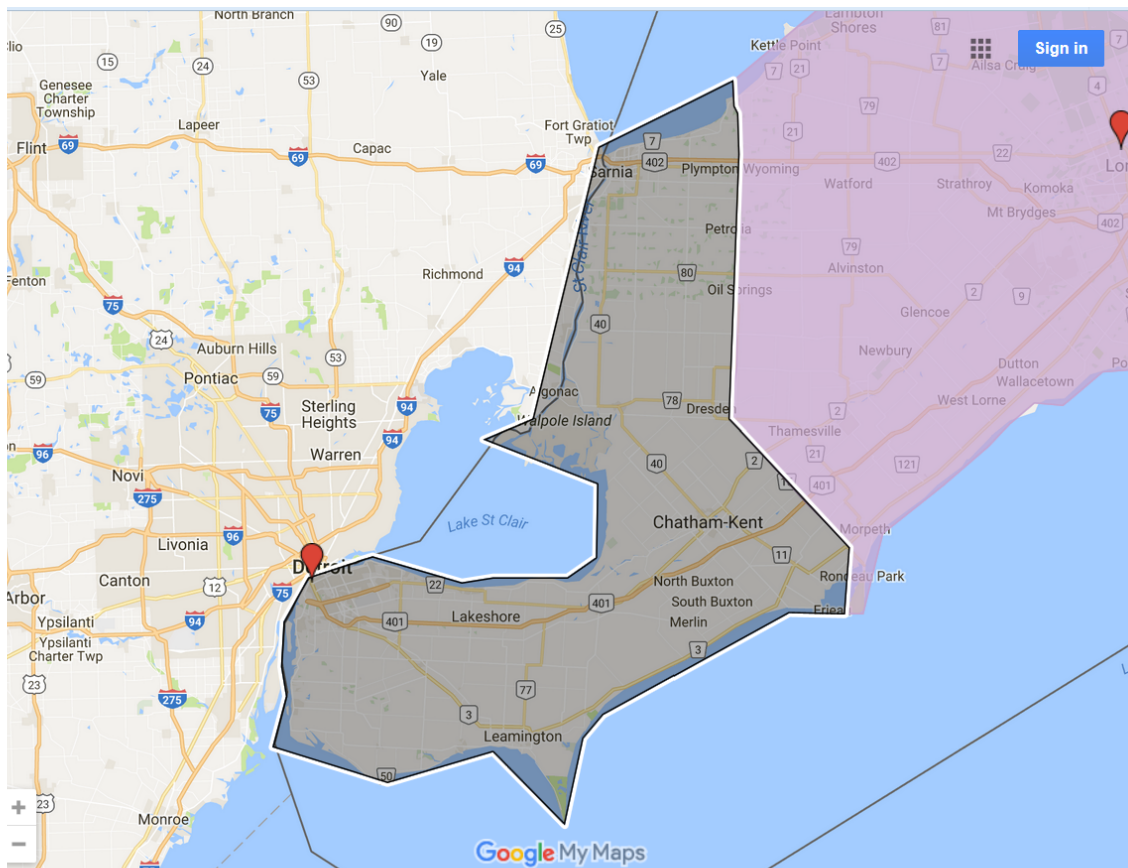 North Branch
90
25
Lampton
Shores
81
Kettle Point
Sign in
Clio
15
24
19
53
Yale
7
21
7
Ailsa Craig
7
Genesee
Charter
Township
Lapeer
Fort Gratiot
Twp
79
4
Flint
69
69
Capac
69
7
402
Sarnia
21
402
22
Plympton Wyoming
Watford
Strathroy
Komoka
Mt Brydges
402
St Clair River
Petrolia
79
Fenton
Richmond
94
80
Alvinston
Oil Springs
2
9
75
24
53
40
Glencoe
Auburn Hills
Newbury
Dutton
59
Pontiac
59
Wallacetown
75
Sterling
Heights
94
Algonac
78
Dresden
West Lorne
2
Walpole Island
Thamesville
96
94
Warren
21
Novi
40
2
121
275
401
Lake St Clair
Chatham-Kent
Morpeth
Livonia
96
11
Detroit
Canton
12
75
22
North Buxton
Rondeau Park
Arbor
401
South Buxton
Erieau
Ypsilanti
94
401
Lakeshore
Merlin
Ypsilanti
Charter Twp
3
23
275
77
3
Leamington
50
23
Monroe
Google My Maps